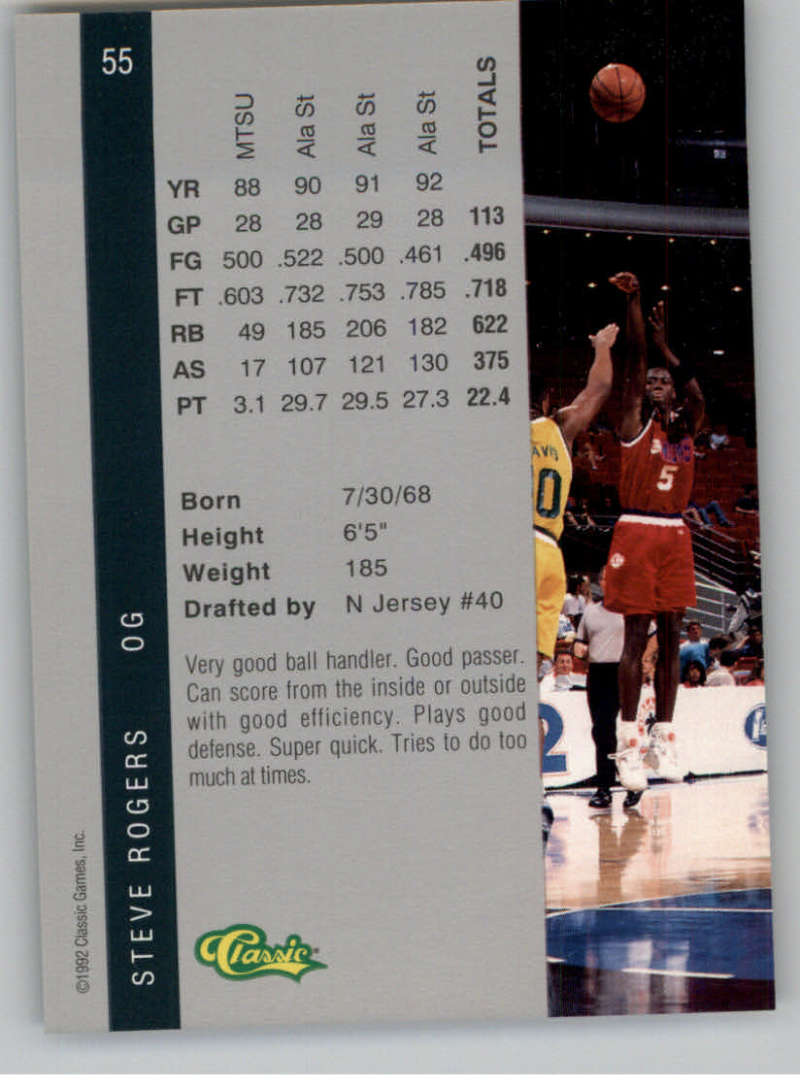 55
MTSU Ala St Ala St Ala St TOTALS
YR 88 90 91 92
GP 28 28 29 28 113
FG 500 .522 .500 .461 .496
FT .603 .732 .753 .785 .718
RB 49 185 206 182 622
AS 17 107 121 130 375
PT 3.1 29.7 29.5 27.3 22.4
Born 7/30/68
Height 6'5"
Weight 185
Drafted by N Jersey #40
Very good ball handler. Good passer.
Can score from the inside or outside
with good efficiency. Plays good
defense. Super quick. Tries to do too
much at times.
STEVE ROGERS OG
©1992 Classic Games, Inc.
Classic
AVIS
0
5
2